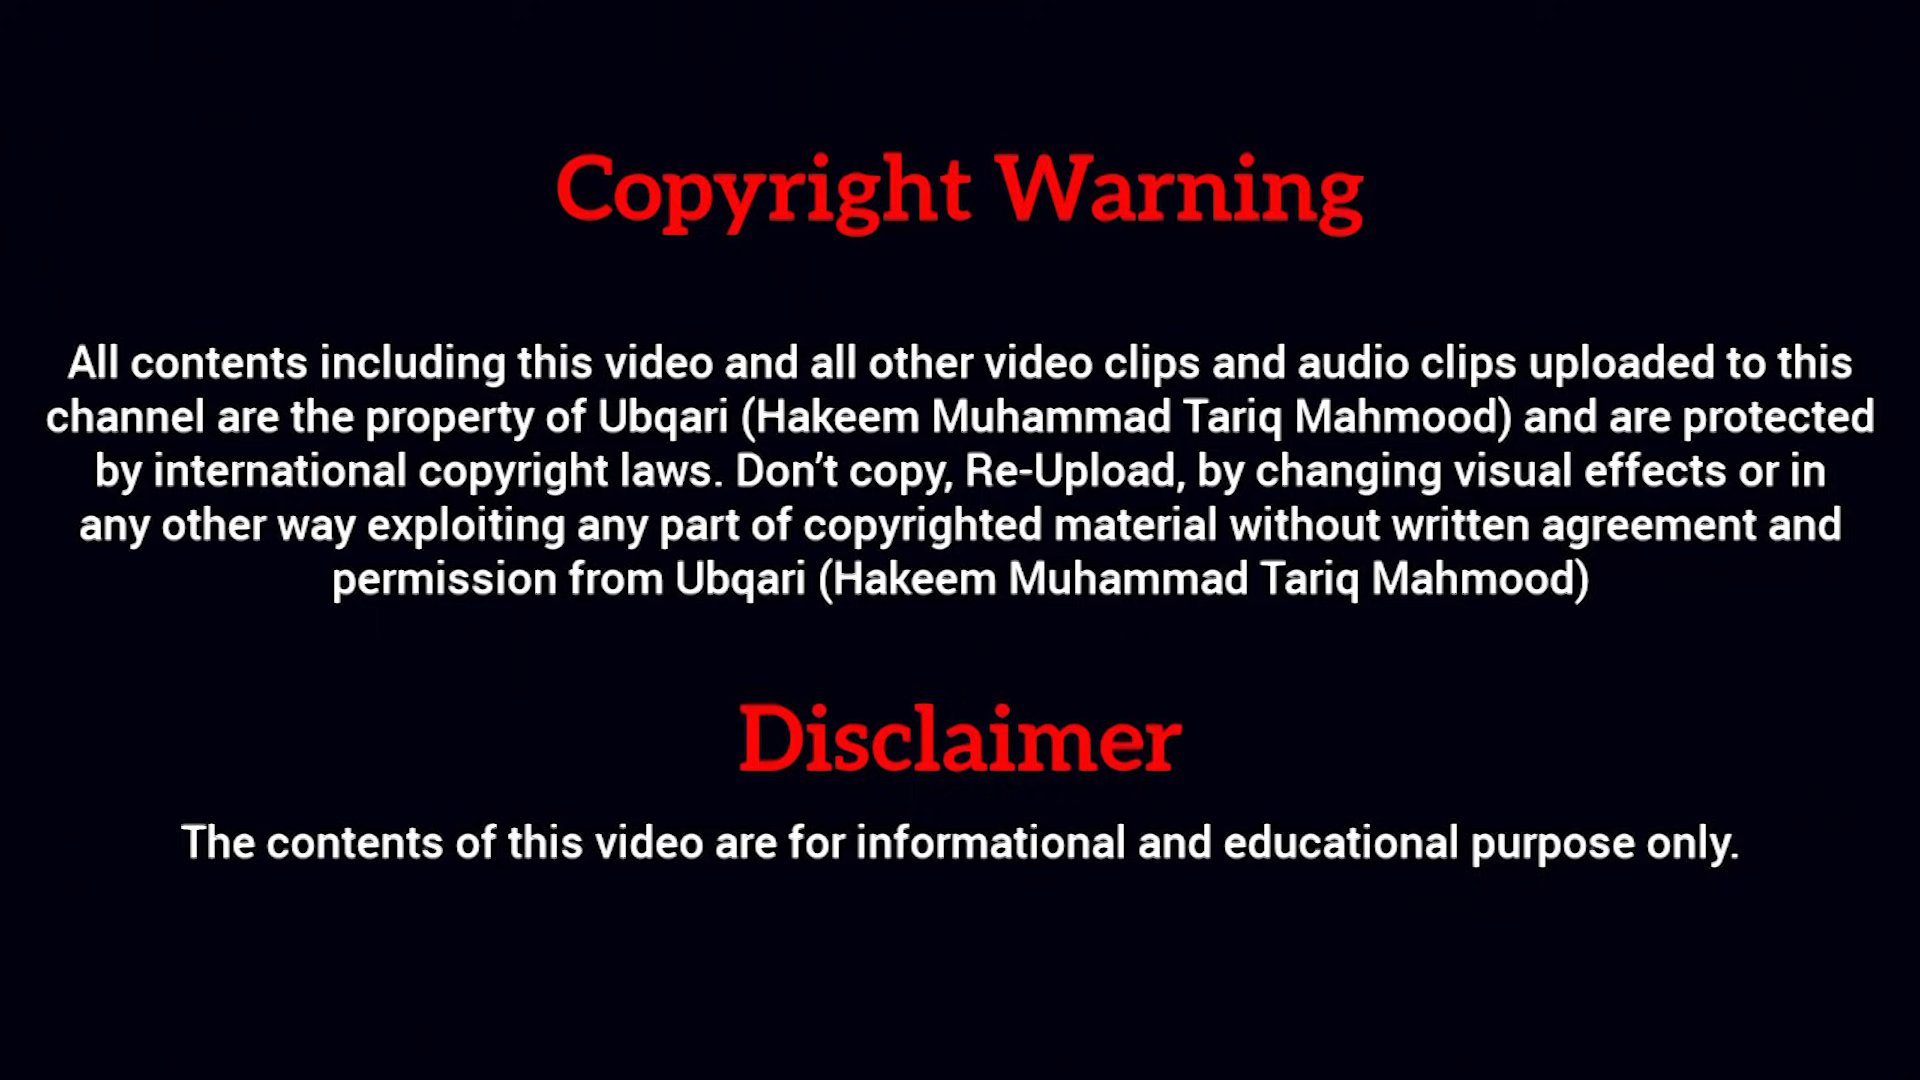 Copyright Warning
All contents including this video and all other video clips and audio clips uploaded to this
channel are the property of Ubqari (Hakeem Muhammad Tariq Mahmood) and are protected
by international copyright laws. Don’t copy, Re-Upload, by changing visual effects or in
any other way exploiting any part of copyrighted material without written agreement and
permission from Ubqari (Hakeem Muhammad Tariq Mahmood)
Disclaimer
The contents of this video are for informational and educational purpose only.